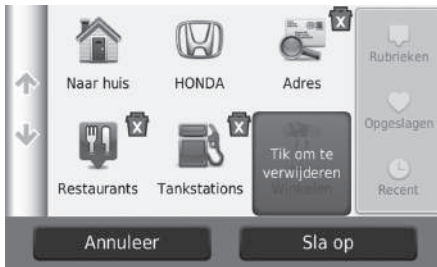 Naar huis
HONDA
Adres
Rubrieken
Opgeslagen
Restaurants
Tankstations
Tik om te
verwijderen
Winkelen
Recent
Annuleer
Sla op